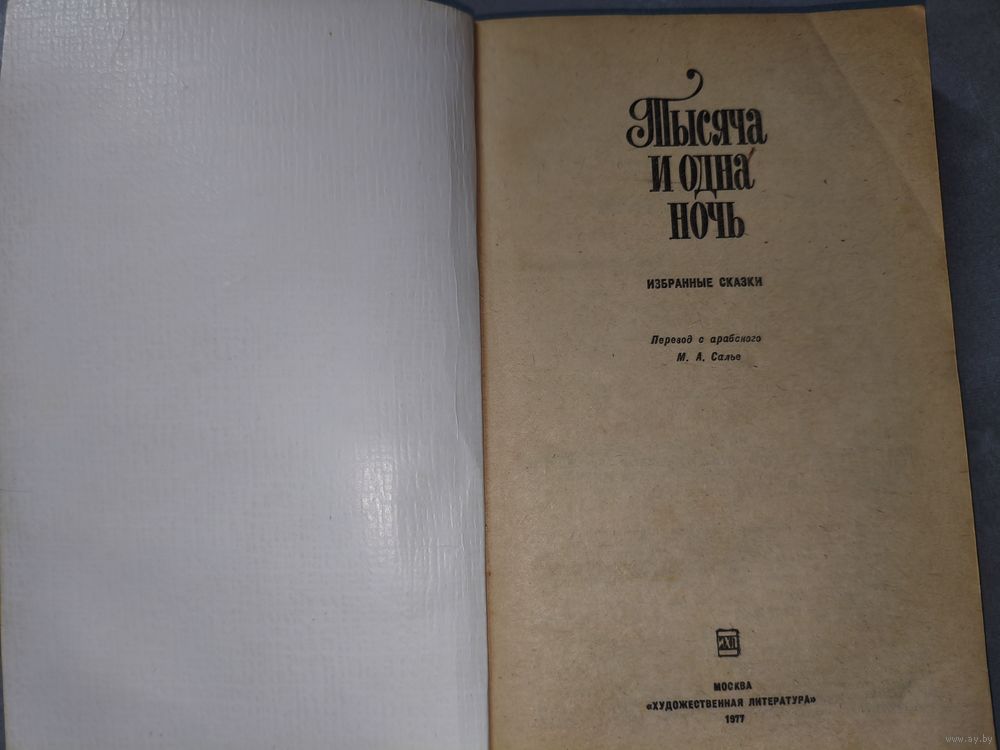 Тысяча
и одна
ночь
ИЗБРАННЫЕ СКАЗКИ
Перевод с арабского
М. А. Салье
МОСКВА
«ХУДОЖЕСТВЕННАЯ ЛИТЕРАТУРА»
1977
www.ay.by